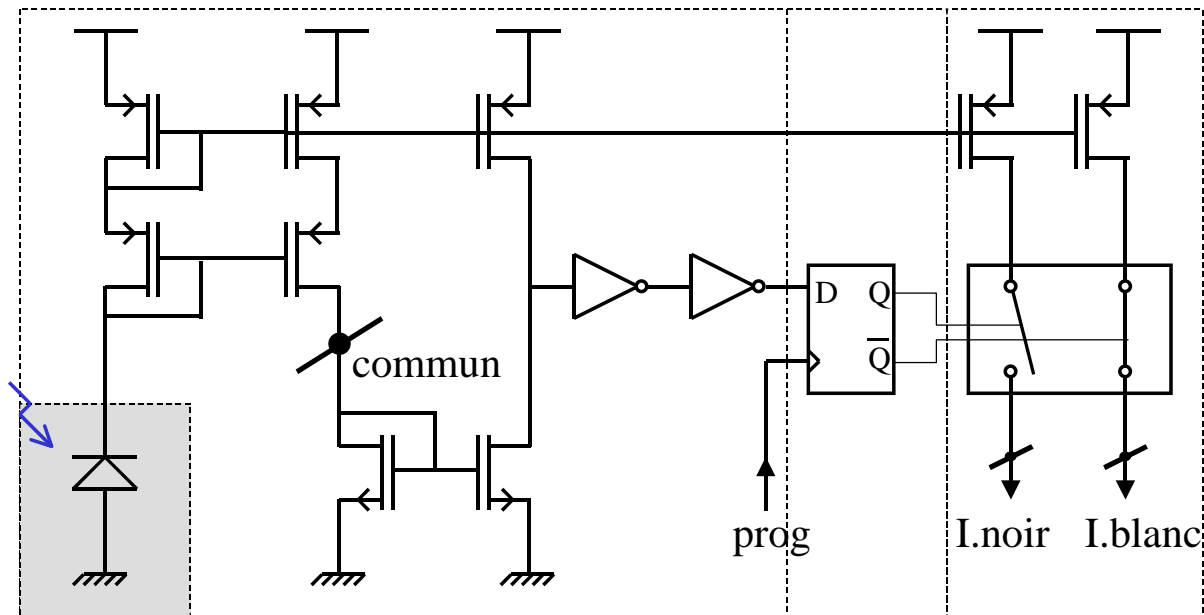 D Q
Q̅
commun
prog
I.noir I.blanc